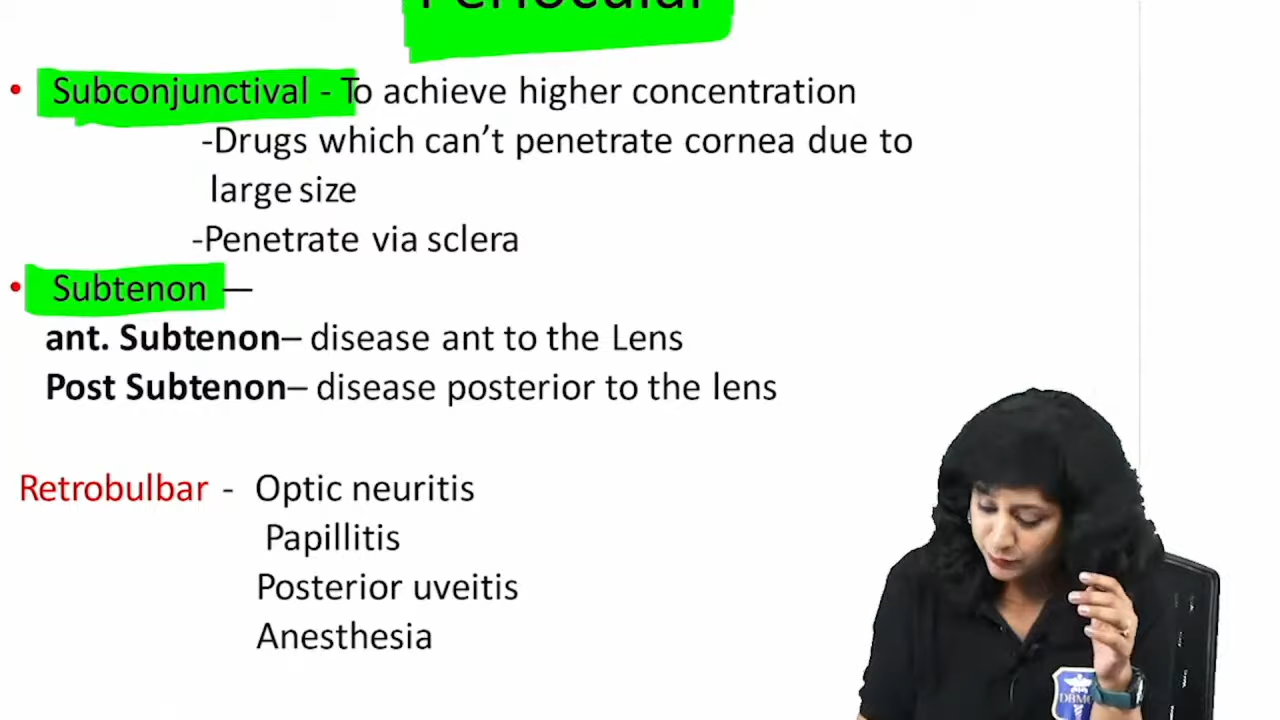 Periocular
• Subconjunctival - To achieve higher concentration
-Drugs which can’t penetrate cornea due to
large size
-Penetrate via sclera
• Subtenon —
ant. Subtenon– disease ant to the Lens
Post Subtenon– disease posterior to the lens
Retrobulbar - Optic neuritis
Papillitis
Posterior uveitis
Anesthesia